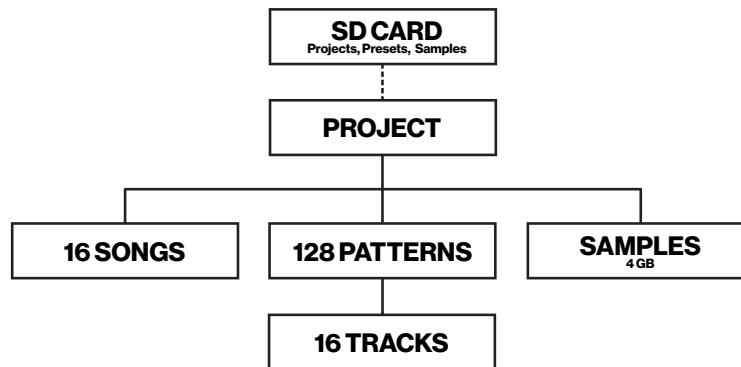 SD CARD
Projects, Presets, Samples
PROJECT
16 SONGS
128 PATTERNS
SAMPLES
4 GB
16 TRACKS